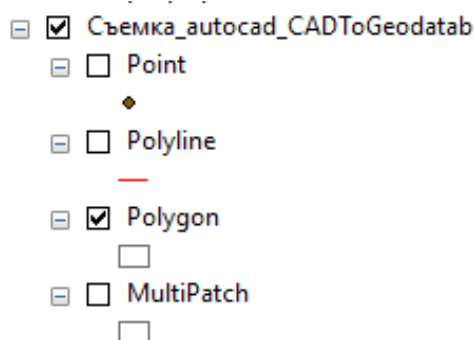 Съемка_autocad_CADToGeodatab
Point
Polyline
Polygon
MultiPatch